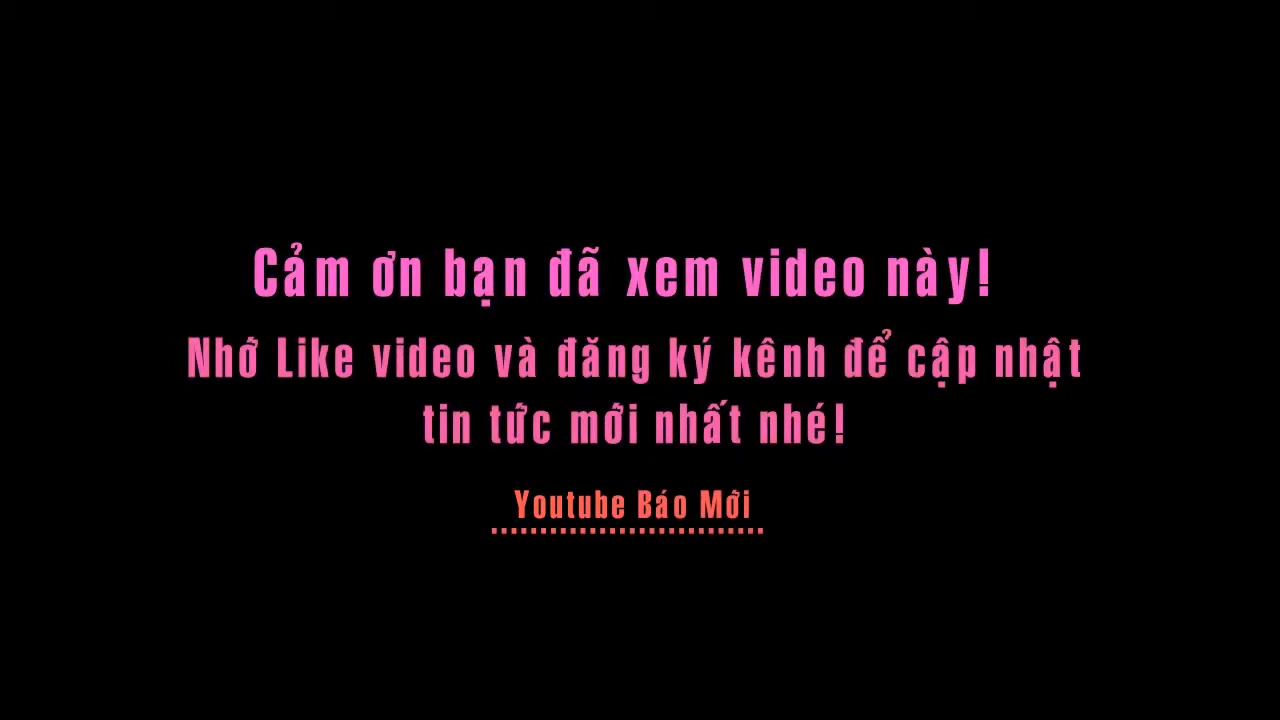 Cảm ơn bạn đã xem video này!
Nhớ Like video và đăng ký kênh để cập nhật
tin tức mới nhất nhé!
Youtube Báo Mới